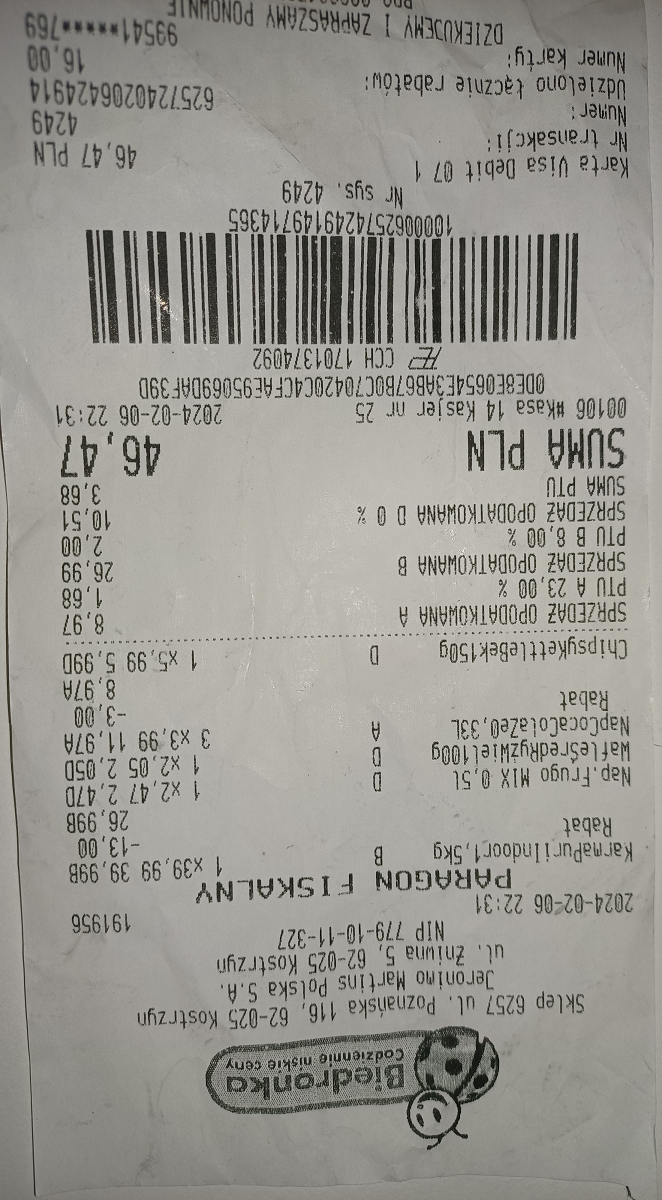 Biedronka
Codziennie niskie ceny
Sklep 6257 ul. Poznańska 116, 62-025 Kostrzyn
Jeronimo Martins Polska S.A.
ul. Żniwna 5, 62-025 Kostrzyn
NIP 779-10-11-327
2024-02-06 22:31 191956
PARAGON FISKALNY
KarmaPuriIndoor1,5kg B 1 x39,99 39,99B
Rabat -13,00
26,99B
Nap.Frugo MIX 0,5l D 1 x2,47 2,47D
WafleŚredRyżWiel100g D 1 x2,05 2,05D
NapCocaColaZe0,33L A 3 x3,99 11,97A
Rabat -3,00
8,97A
ChipsyKettleBek150g D 1 x5,99 5,99D
SPRZEDAŻ OPODATKOWANA A 8,97
PTU A 23,00 % 1,68
SPRZEDAŻ OPODATKOWANA B 26,99
PTU B 8,00 % 2,00
SPRZEDAŻ OPODATKOWANA D 0 % 10,51
SUMA PTU 3,68
SUMA PLN 46,47
00106 #Kasa 14 Kasjer nr 25 2024-02-06 22:31
0DE8E0654E3AB67B0C70420C4CFAE95069DAF39D
CCH 1701374092
10000625724249149714365
Nr sys. 4249
Karta Visa Debit 07 1 46,47 PLN
Nr transakcji: 4249
Numer: 6257240206424914
Udzielono łącznie rabatów: 16,00
Numer karty: 99541*****769
DZIĘKUJEMY I ZAPRASZAMY PONOWNIE